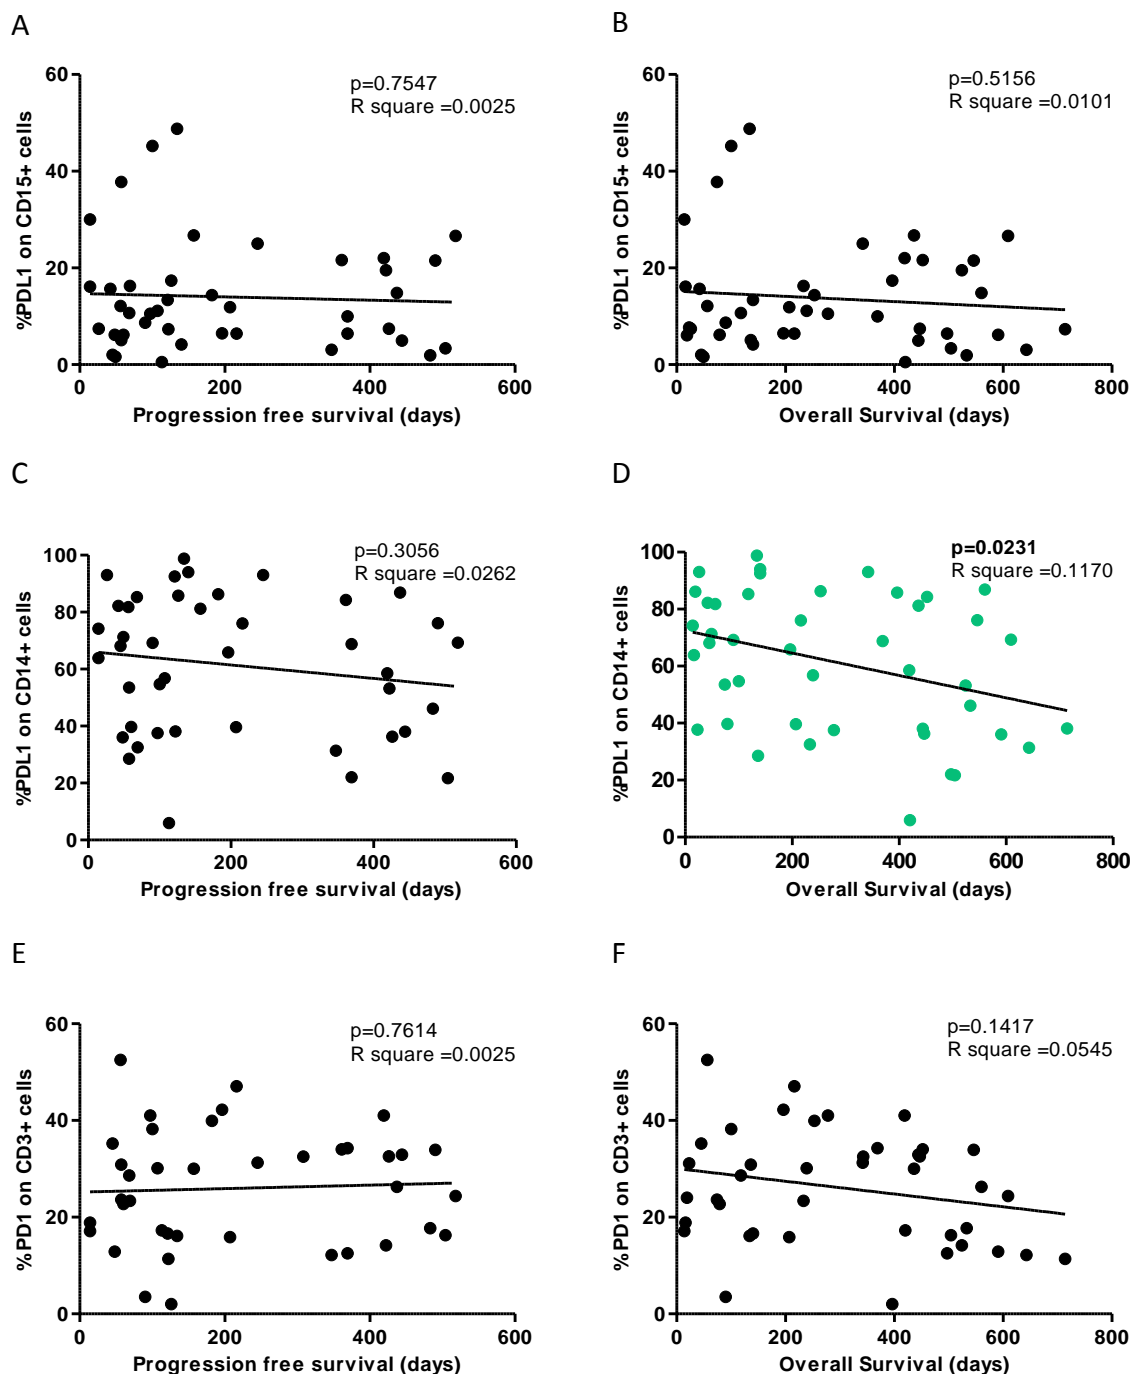 A
B
p=0.7547
R square =0.0025
60
40
20
0
%PDL1 on CD15+ cells
0 200 400 600
Progression free survival (days)
p=0.5156
R square =0.0101
60
40
20
0
%PDL1 on CD15+ cells
0 200 400 600 800
Overall Survival (days)
C
D
p=0.3056
R square =0.0262
100
80
60
40
20
0
%PDL1 on CD14+ cells
0 200 400 600
Progression free survival (days)
p=0.0231
R square =0.1170
100
80
60
40
20
0
%PDL1 on CD14+ cells
0 200 400 600 800
Overall Survival (days)
E
F
p=0.7614
R square =0.0025
60
40
20
0
%PD1 on CD3+ cells
0 200 400 600
Progression free survival (days)
p=0.1417
R square =0.0545
60
40
20
0
%PD1 on CD3+ cells
0 200 400 600 800
Overall Survival (days)